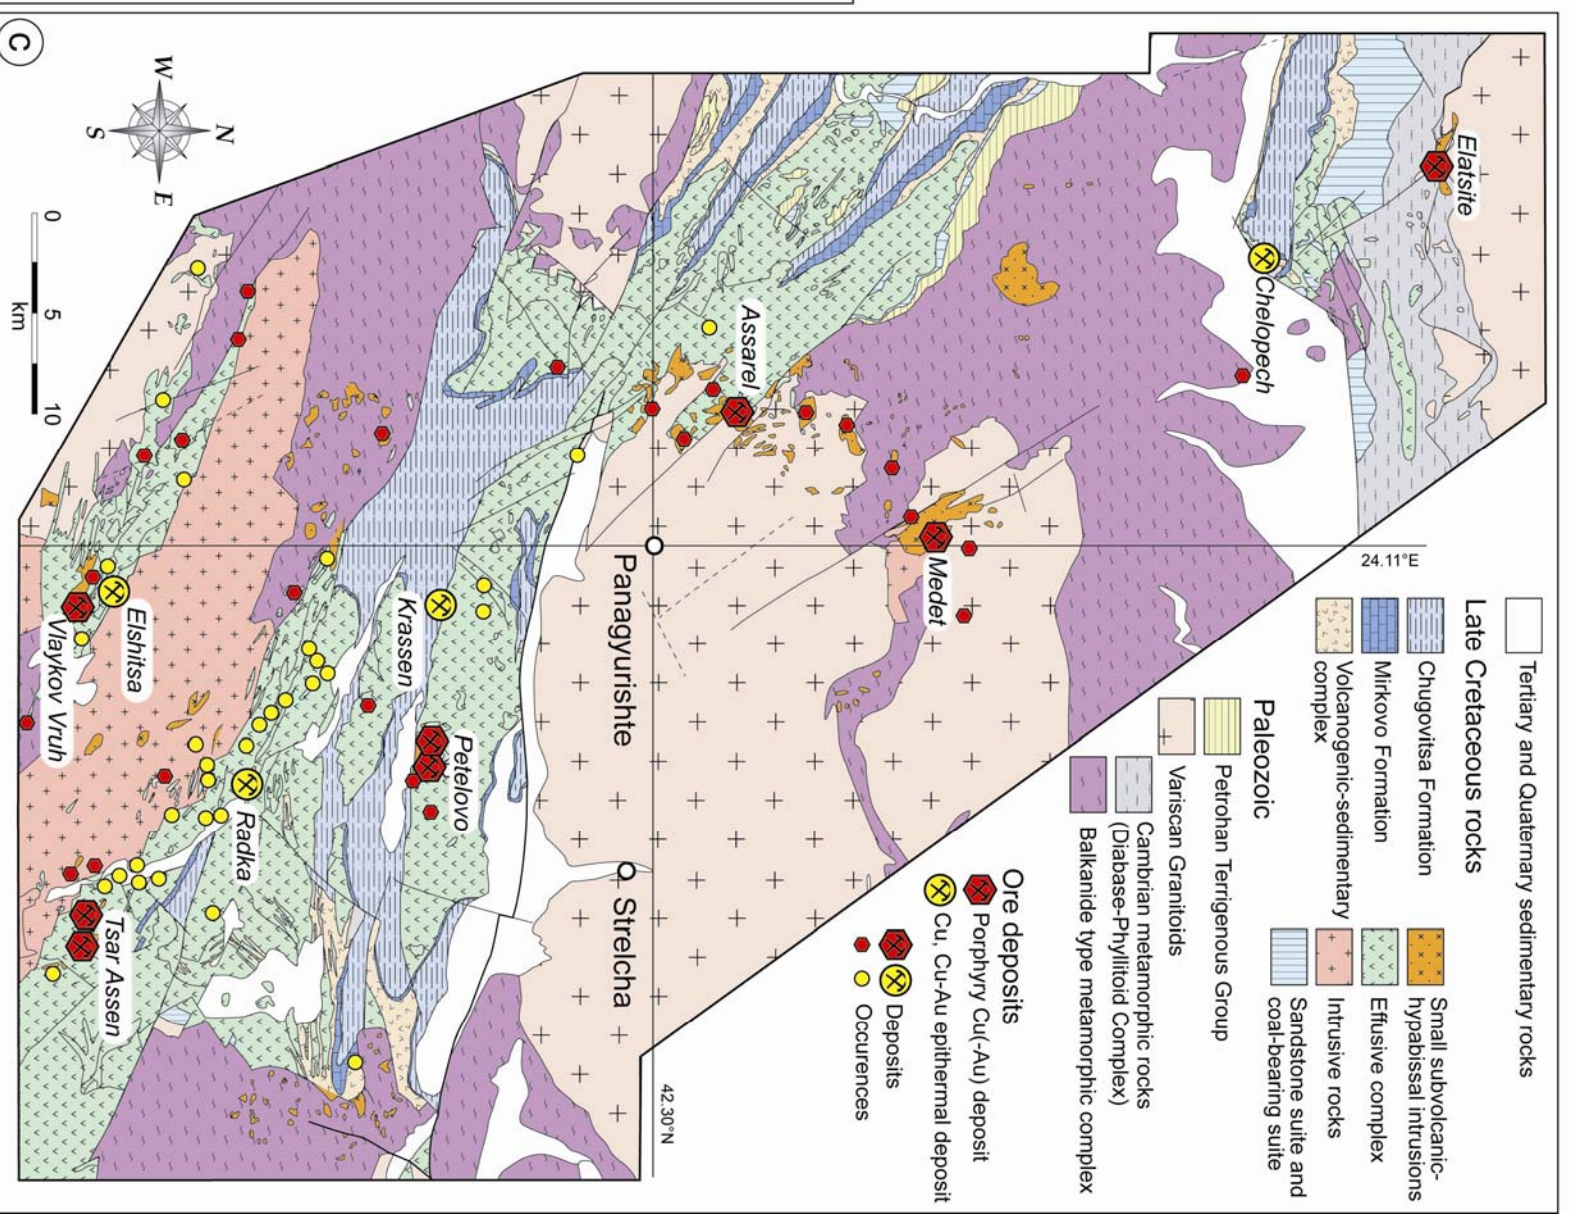 C
N
W
E
S
0
5
10
km
Elatsite
Chelopech
Assarel
Medet
Panagyurishte
Strelcha
Krassen
Petelovo
Elshitsa
Vlaykov Vruh
Radka
Tsar Assen
24.11°E
42.30°N
Tertiary and Quaternary sedimentary rocks
Late Cretaceous rocks
Chugovitsa Formation
Mirkovo Formation
Volcanogenic-sedimentary
complex
Small subvolcanic-
hypabissal intrusions
Effusive complex
Intrusive rocks
Sandstone suite and
coal-bearing suite
Paleozoic
Petrohan Terrigenous Group
Variscan Granitoids
Cambrian metamorphic rocks
(Diabase-Phyllitoid Complex)
Balkanide type metamorphic complex
Ore deposits
Porphyry Cu(-Au) deposit
Cu, Cu-Au epithermal deposit
Deposits
Occurences